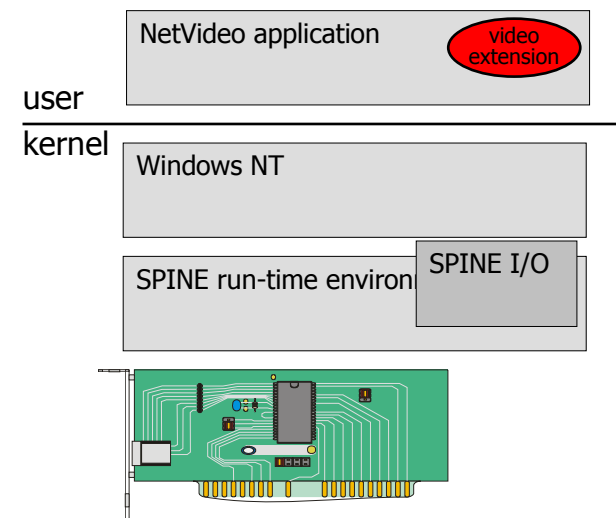 NetVideo application
video
extension
user
kernel
Windows NT
SPINE I/O
SPINE run-time environ